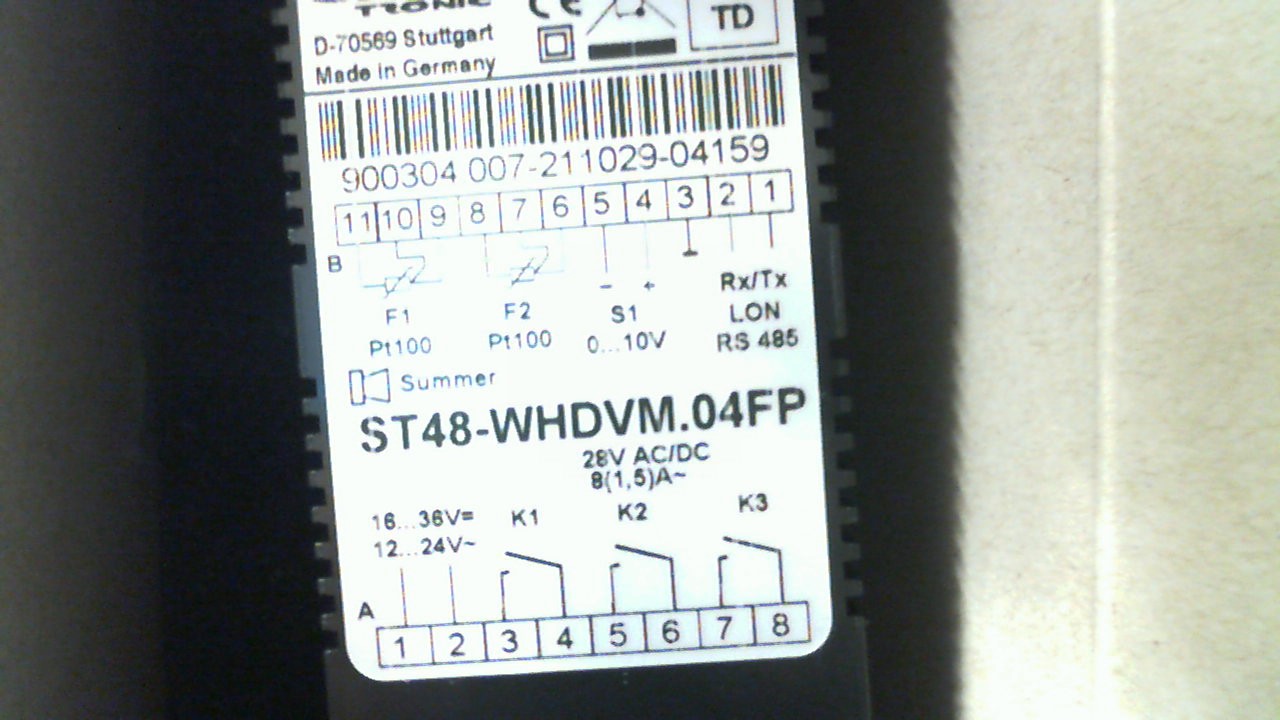 TRONIC
D-70569 Stuttgart
Made in Germany
CE
TD
900304 007-211029-04159
11 10 9 8 7 6 5 4 3 2 1
B
- +
Rx/Tx
F1 F2 S1 LON
Pt100 Pt100 0...10V RS 485
Summer
ST48-WHDVM.04FP
28V AC/DC
8(1,5)A~
16...36V= K1 K2 K3
12...24V~
A
1 2 3 4 5 6 7 8